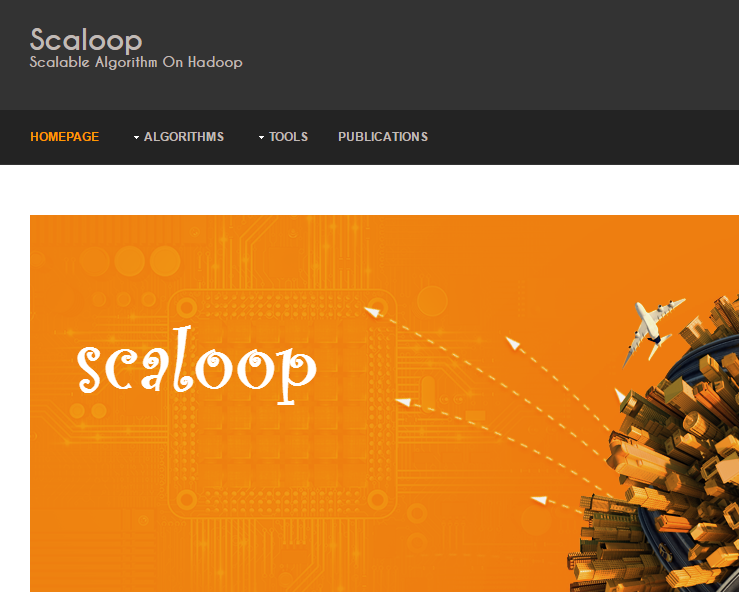 Scaloop
Scalable Algorithm On Hadoop
HOMEPAGE ALGORITHMS TOOLS PUBLICATIONS
scaloop